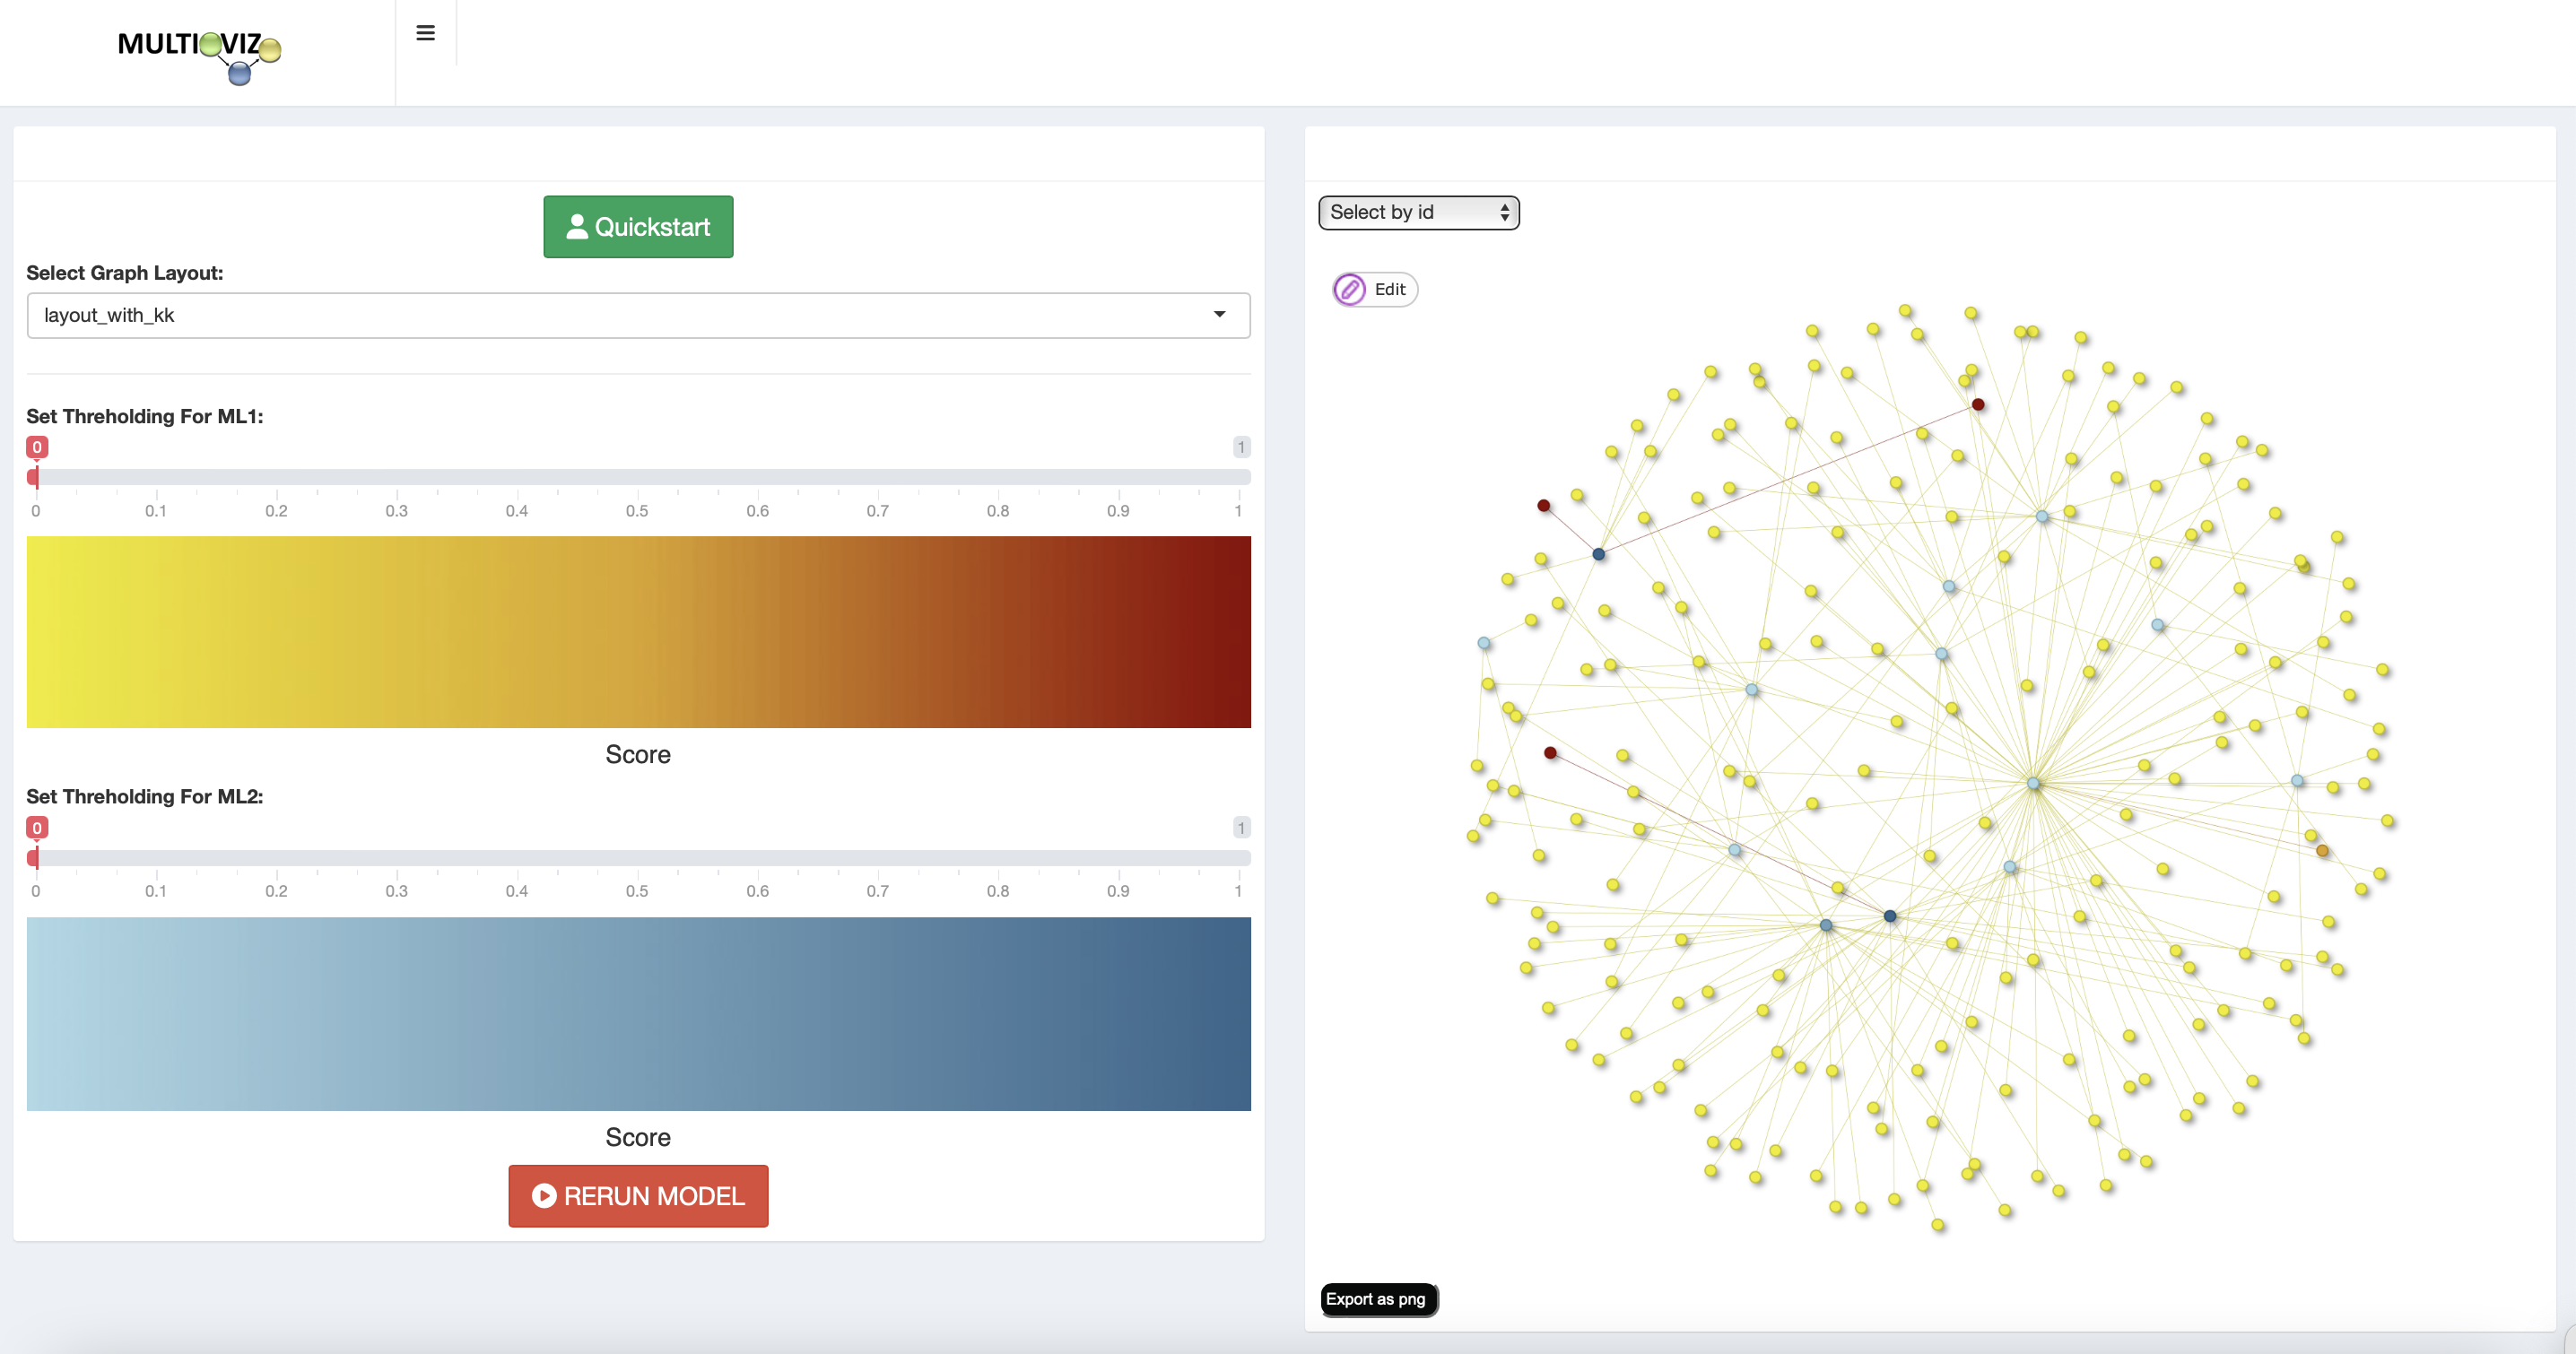 MULTIOVIZ
Quickstart
Select Graph Layout:
layout_with_kk
Set Threholding For ML1:
0 1
0 0.1 0.2 0.3 0.4 0.5 0.6 0.7 0.8 0.9 1
Score
Set Threholding For ML2:
0 1
0 0.1 0.2 0.3 0.4 0.5 0.6 0.7 0.8 0.9 1
Score
RERUN MODEL
Select by id
Edit
Export as png